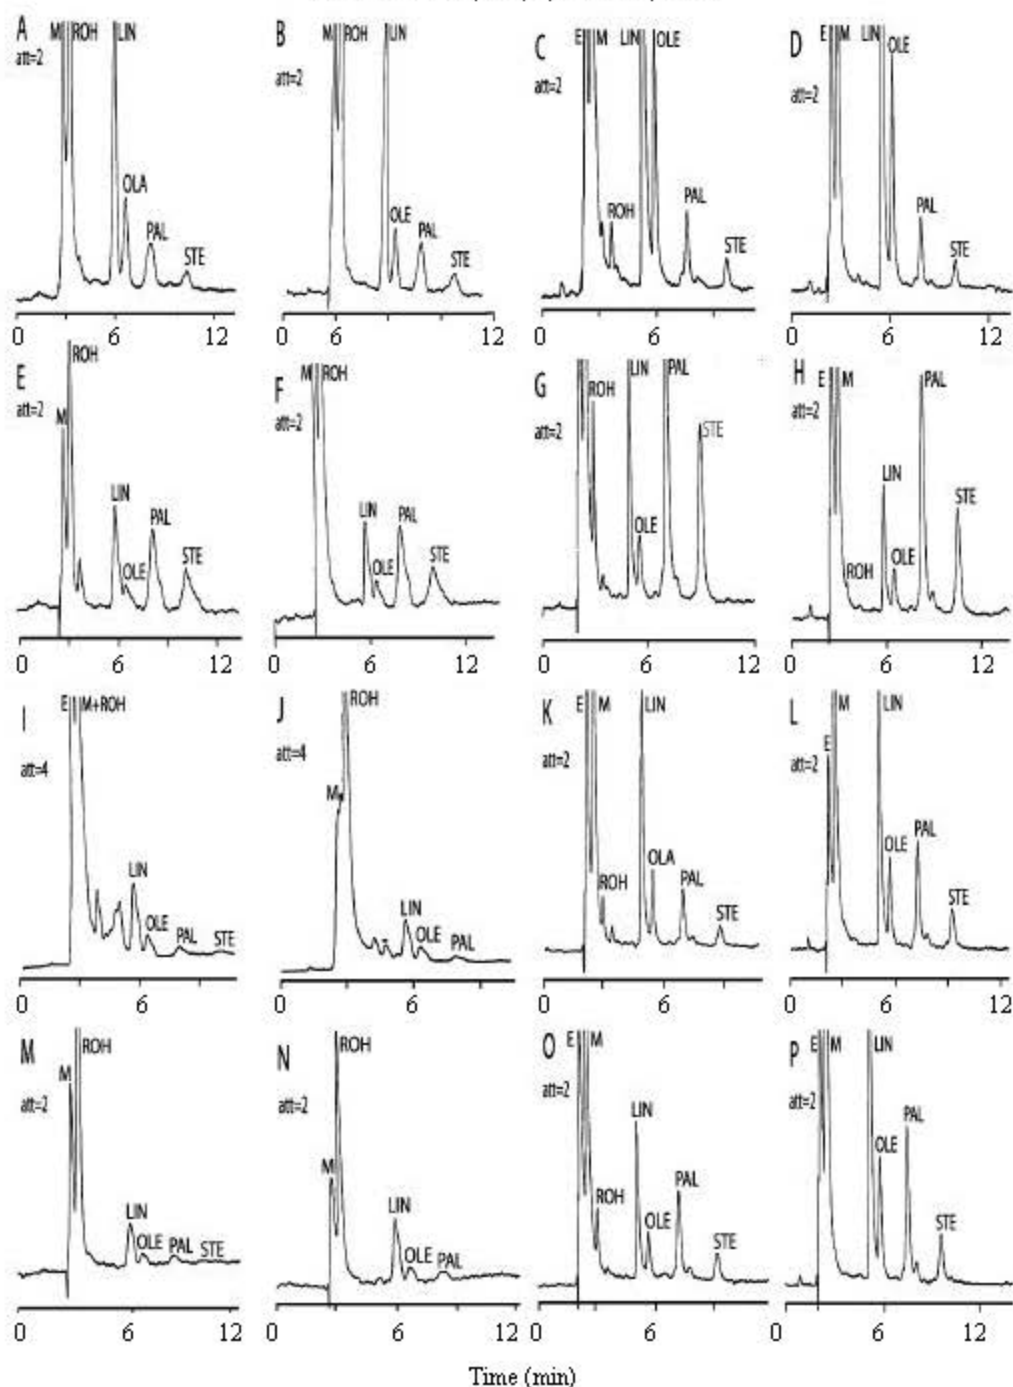 A
att=2
M
ROH
LIN
OLA
PAL
STE
0 6 12
B
att=2
M
ROH
LIN
OLE
PAL
STE
0 6 12
C
att=2
E
M
LIN
OLE
ROH
PAL
STE
0 6
D
att=2
E
M
LIN
OLE
PAL
STE
0 6 12
E
att=2
M
ROH
LIN
OLE
PAL
STE
0 6 12
F
att=2
M
ROH
LIN
OLE
PAL
STE
0 6 12
G
att=2
ROH
LIN
PAL
OLE
STE
0 6 12
H
att=2
E
M
PAL
LIN
STE
ROH
OLE
0 6 12
I
att=4
E
M+ROH
LIN
OLE
PAL
STE
0 6
J
att=4
ROH
M
LIN
OLE
PAL
0 6
K
att=2
E
M
LIN
OLA
ROH
PAL
STE
0 6
L
att=2
M
LIN
E
OLE
PAL
STE
0 6 12
M
att=2
M
ROH
LIN
OLE
PAL
STE
0 6 12
N
att=2
ROH
M
LIN
OLE
PAL
0 6 12
O
att=2
E
M
LIN
ROH
OLE
PAL
STE
0 6
P
att=2
E
M
LIN
OLE
PAL
STE
0 6 12
Time (min)